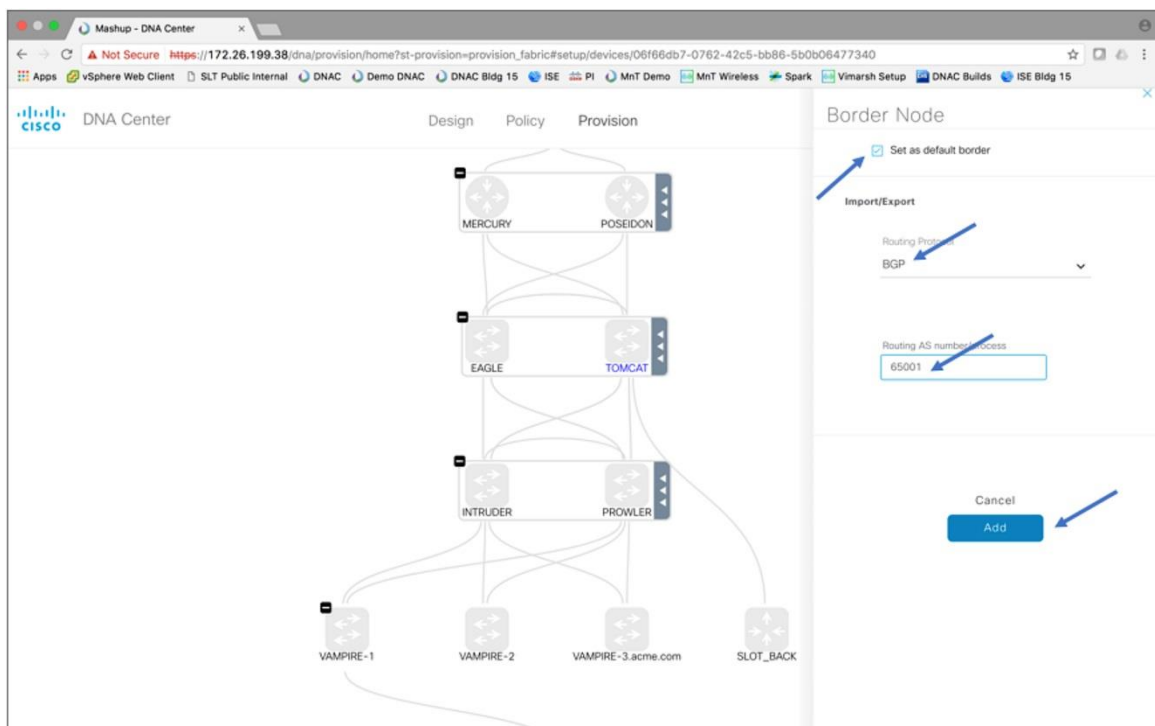 Mashup - DNA Center
Not Secure https://172.26.199.38/dna/provision/home?st-provision=provision_fabric#setup/devices/06f66db7-0762-42c5-bb86-5b0b06477340
Apps vSphere Web Client SLT Public Internal DNAC Demo DNAC DNAC Bldg 15 ISE PI MnT Demo MnT Wireless Spark Vimarsh Setup DNAC Builds ISE Bldg 15
CISCO DNA Center Design Policy Provision
Border Node
Set as default border
Import/Export
Routing Protocol
BGP
Routing AS number/process
65001
Cancel
Add
MERCURY POSEIDON
EAGLE TOMCAT
INTRUDER PROWLER
VAMPIRE-1 VAMPIRE-2 VAMPIRE-3.acme.com SLOT_BACK